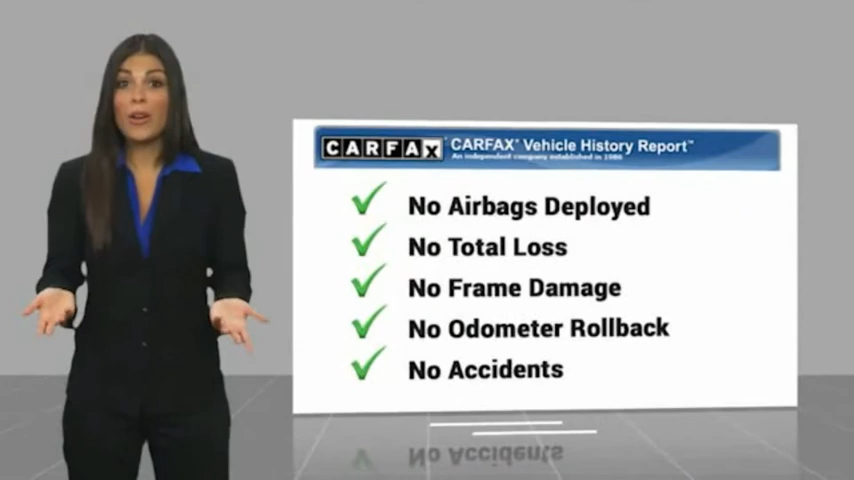 CARFAX CARFAX® Vehicle History Report™
An independent company established in 1986
No Airbags Deployed
No Total Loss
No Frame Damage
No Odometer Rollback
No Accidents
No Accidents